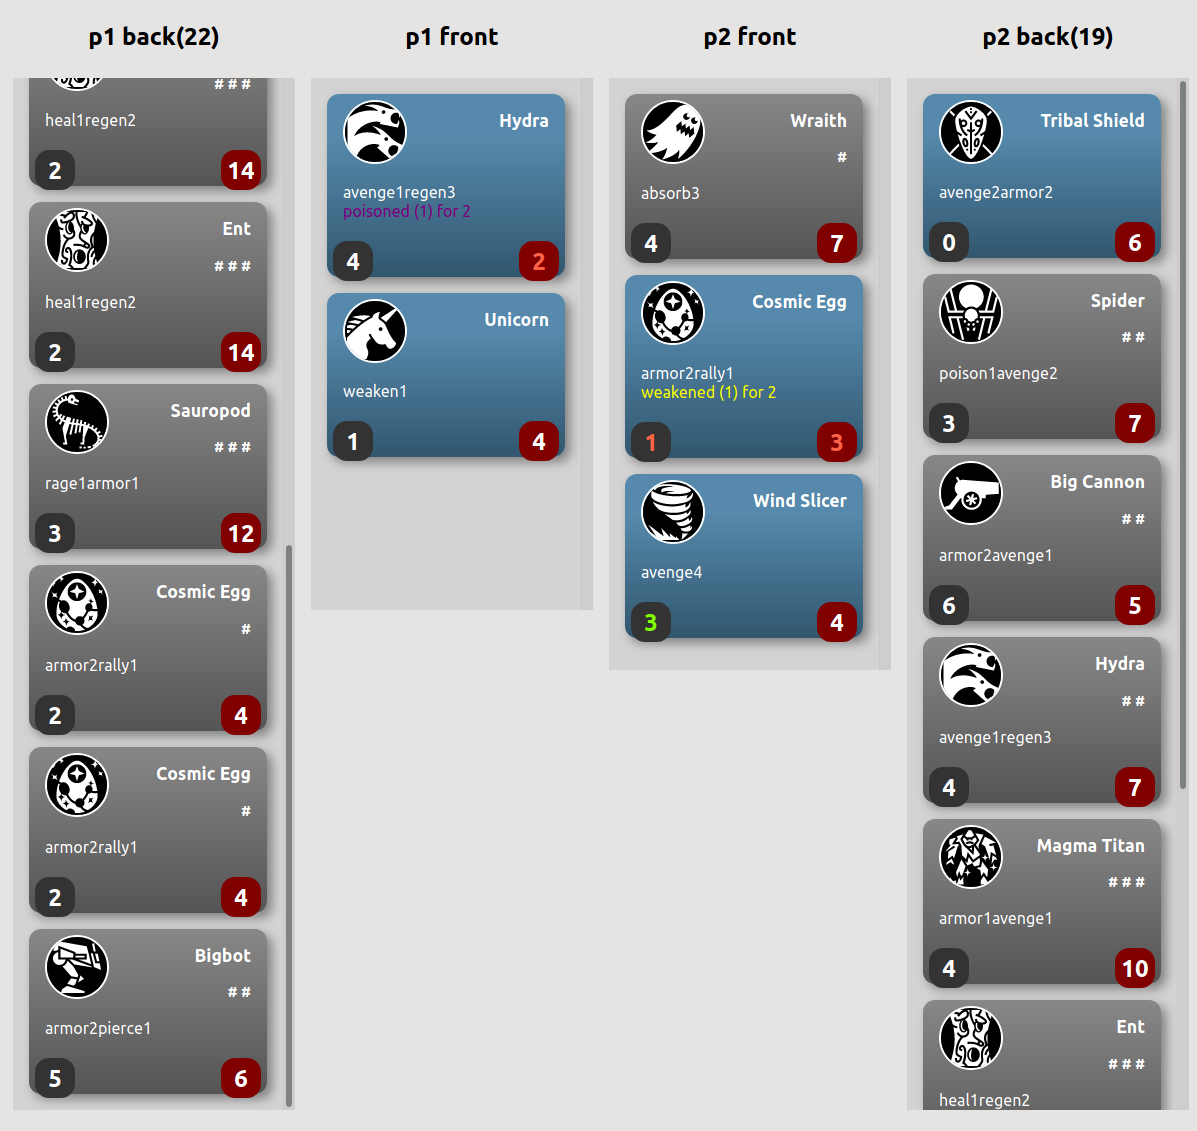 p1 back(22)
# # #
heal1regen2
2
14
Ent
# # #
heal1regen2
2
14
Sauropod
# # #
rage1armor1
3
12
Cosmic Egg
#
armor2rally1
2
4
Cosmic Egg
#
armor2rally1
2
4
Bigbot
# #
armor2pierce1
5
6
p1 front
Hydra
avenge1regen3
poisoned (1) for 2
4
2
Unicorn
weaken1
1
4
p2 front
Wraith
#
absorb3
4
7
Cosmic Egg
armor2rally1
weakened (1) for 2
1
3
Wind Slicer
avenge4
3
4
p2 back(19)
Tribal Shield
avenge2armor2
0
6
Spider
# #
poison1avenge2
3
7
Big Cannon
# #
armor2avenge1
6
5
Hydra
# #
avenge1regen3
4
7
Magma Titan
# # #
armor1avenge1
4
10
Ent
# # #
heal1regen2